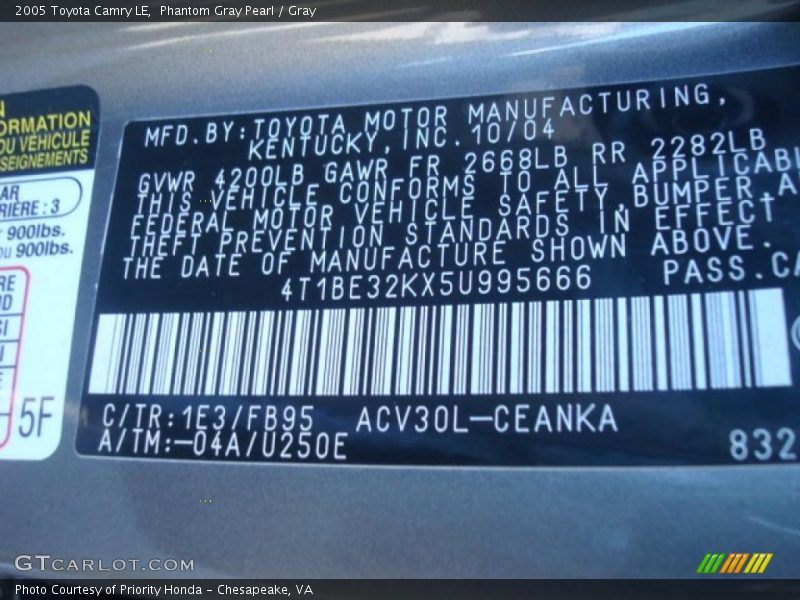 2005 Toyota Camry LE, Phantom Gray Pearl / Gray
ORMATION
VEHICULE
SEIGNEMENTS
: 3
900lbs.
900lbs.
5F
MFD.BY:TOYOTA MOTOR MANUFACTURING,
KENTUCKY,INC.10/04
GVWR 4200LB GAWR FR 2668LB RR 2282LB
THIS VEHICLE CONFORMS TO ALL APPLICABL
FEDERAL MOTOR VEHICLE SAFETY,BUMPER,A
THEFT PREVENTION STANDARDS IN EFFECT
THE DATE OF MANUFACTURE SHOWN ABOVE.
4T1BE32KX5U995666 PASS.CA
C/TR:1E3/FB95 ACV30L-CEANKA
A/TM:-04A/U250E
832
GTCARLOT.COM
Photo Courtesy of Priority Honda - Chesapeake, VA